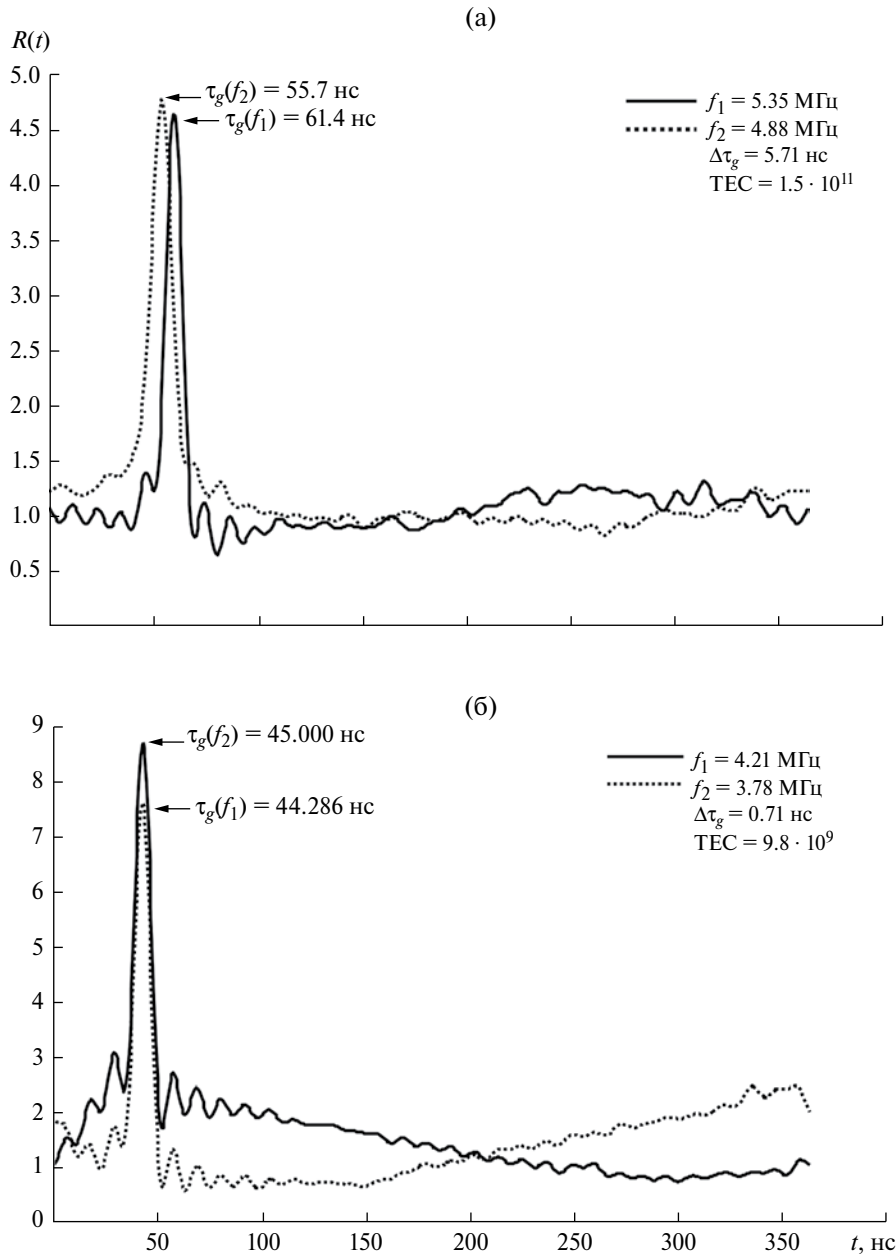 (а)
R(t)
5.0
4.5
4.0
3.5
3.0
2.5
2.0
1.5
1.0
0.5
τg(f2) = 55.7 нс
τg(f1) = 61.4 нс
f1 = 5.35 МГц
f2 = 4.88 МГц
Δτg = 5.71 нс
TEC = 1.5 · 10^11
(б)
9
8
7
6
5
4
3
2
1
0
τg(f2) = 45.000 нс
τg(f1) = 44.286 нс
f1 = 4.21 МГц
f2 = 3.78 МГц
Δτg = 0.71 нс
TEC = 9.8 · 10^9
50 100 150 200 250 300 350 t, нс